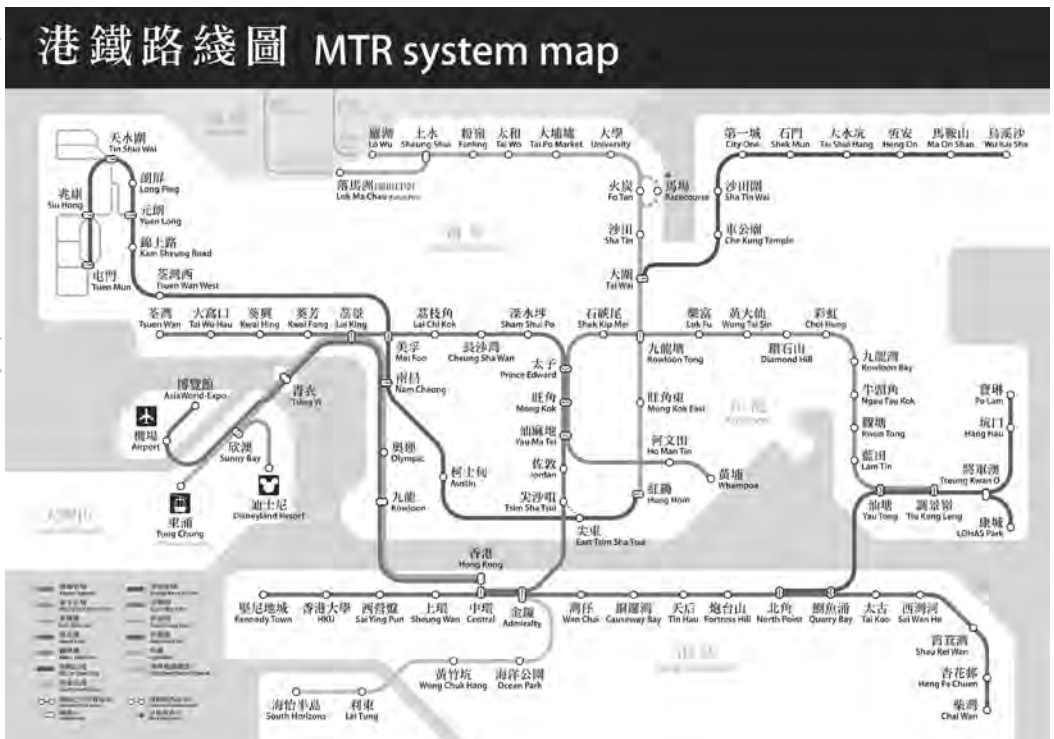 港鐵路綫圖 MTR system map
天水圍
Tin Shui Wai
朗屏
Long Ping
兆康
Siu Hong
元朗
Yuen Long
錦上路
Kam Sheung Road
屯門
Tuen Mun
荃灣西
Tsuen Wan West
羅湖
Lo Wu
上水
Sheung Shui
粉嶺
Fanling
太和
Tai Wo
大埔墟
Tai Po Market
大學
University
落馬洲
Lok Ma Chau
火炭
Fo Tan
馬場
Racecourse
沙田
Sha Tin
大圍
Tai Wai
第一城
City One
石門
Shek Mun
大水坑
Tai Shui Hang
恆安
Heng On
馬鞍山
Ma On Shan
烏溪沙
Wu Kai Sha
沙田圍
Sha Tin Wai
車公廟
Che Kung Temple
荃灣
Tsuen Wan
大窩口
Tai Wo Hau
葵興
Kwai Hing
葵芳
Kwai Fong
荔景
Lai King
美孚
Mei Foo
荔枝角
Lai Chi Kok
長沙灣
Cheung Sha Wan
深水埗
Sham Shui Po
石硤尾
Shek Kip Mei
九龍塘
Kowloon Tong
樂富
Lok Fu
黃大仙
Wong Tai Sin
鑽石山
Diamond Hill
彩虹
Choi Hung
九龍灣
Kowloon Bay
牛頭角
Ngau Tau Kok
觀塘
Kwun Tong
藍田
Lam Tin
南昌
Nam Cheong
太子
Prince Edward
旺角
Mong Kok
旺角東
Mong Kok East
油麻地
Yau Ma Tei
何文田
Ho Man Tin
黃埔
Whampoa
佐敦
Jordan
尖沙咀
Tsim Sha Tsui
尖東
East Tsim Sha Tsui
紅磡
Hung Hom
柯士甸
Austin
奧運
Olympic
九龍
Kowloon
博覽館
AsiaWorld-Expo
機場
Airport
青衣
Tsing Yi
欣澳
Sunny Bay
東涌
Tung Chung
迪士尼
Disneyland Resort
寶琳
Po Lam
坑口
Hang Hau
將軍澳
Tseung Kwan O
康城
LOHAS Park
油塘
Yau Tong
調景嶺
Tiu Keng Leng
香港
Hong Kong
堅尼地城
Kennedy Town
香港大學
HKU
西營盤
Sai Ying Pun
上環
Sheung Wan
中環
Central
金鐘
Admiralty
灣仔
Wan Chai
銅鑼灣
Causeway Bay
天后
Tin Hau
炮台山
Fortress Hill
北角
North Point
鰂魚涌
Quarry Bay
太古
Tai Koo
西灣河
Sai Wan Ho
筲箕灣
Shau Kei Wan
杏花邨
Heng Fa Chuen
柴灣
Chai Wan
黃竹坑
Wong Chuk Hang
海洋公園
Ocean Park
海怡半島
South Horizons
利東
Lei Tung